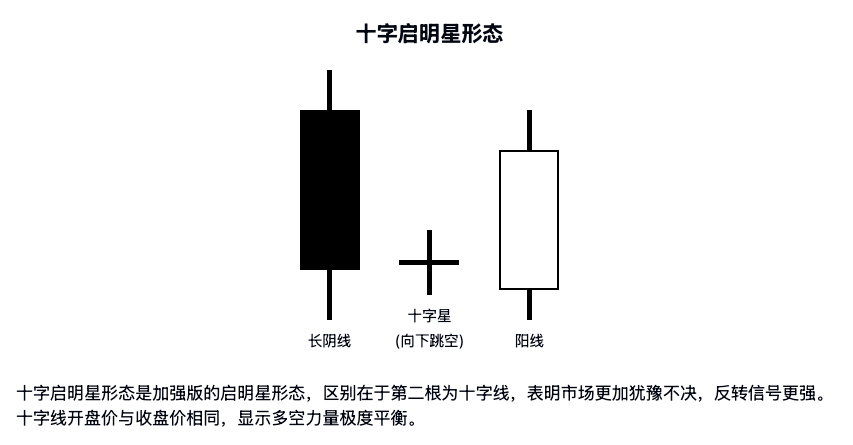 十字启明星形态
十字星
(向下跳空)
长阴线
阳线
十字启明星形态是加强版的启明星形态，区别在于第二根为十字线，表明市场更加犹豫不决，反转信号更强。
十字线开盘价与收盘价相同，显示多空力量极度平衡。